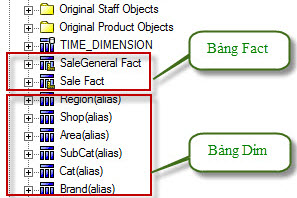 Original Staff Objects
Original Product Objects
TIME_DIMENSION
SaleGeneral Fact
Sale Fact
Region(alias)
Shop(alias)
Area(alias)
SubCat(alias)
Cat(alias)
Brand(alias)
Bảng Fact
Bảng Dim